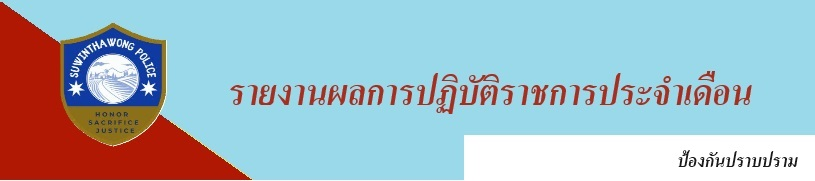 SUWINTHAWONG POLICE
HONOR
SACRIFICE
JUSTICE
รายงานผลการปฏิบัติราชการประจำเดือน
ป้องกันปราบปราม